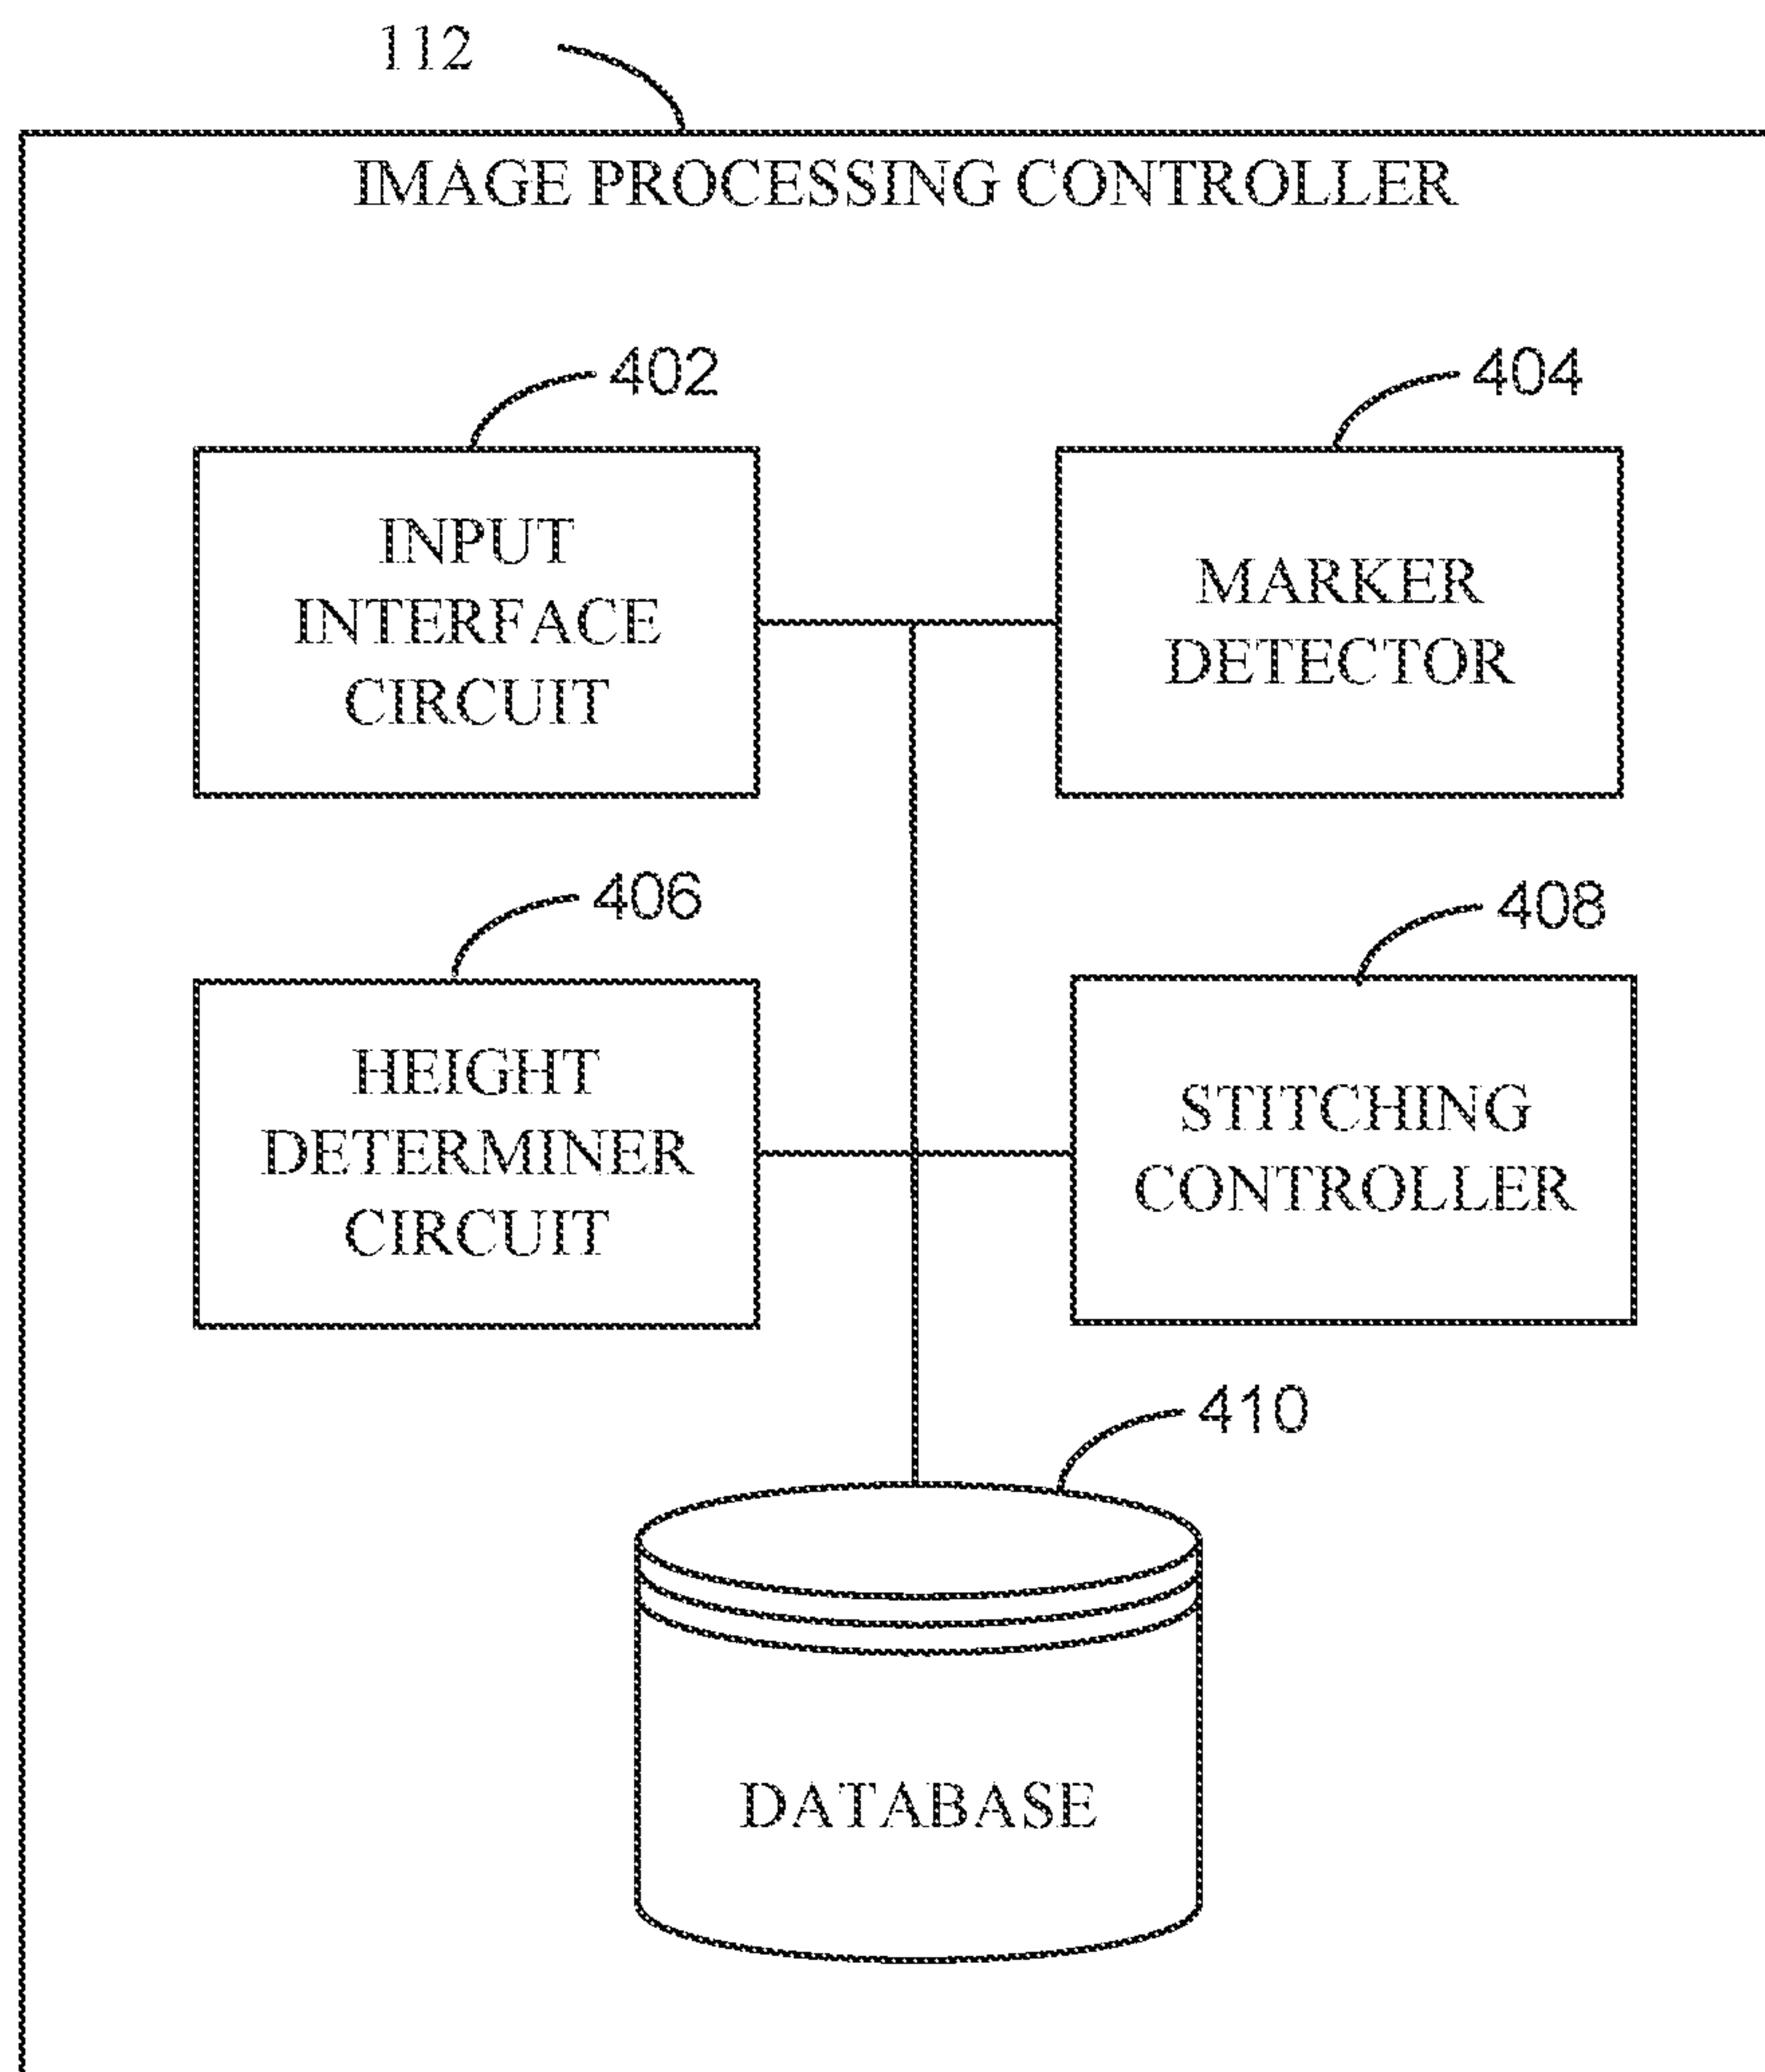 112
IMAGE PROCESSING CONTROLLER
402
404
INPUT
INTERFACE
CIRCUIT
MARKER
DETECTOR
406
408
HEIGHT
DETERMINER
CIRCUIT
STITCHING
CONTROLLER
410
DATABASE